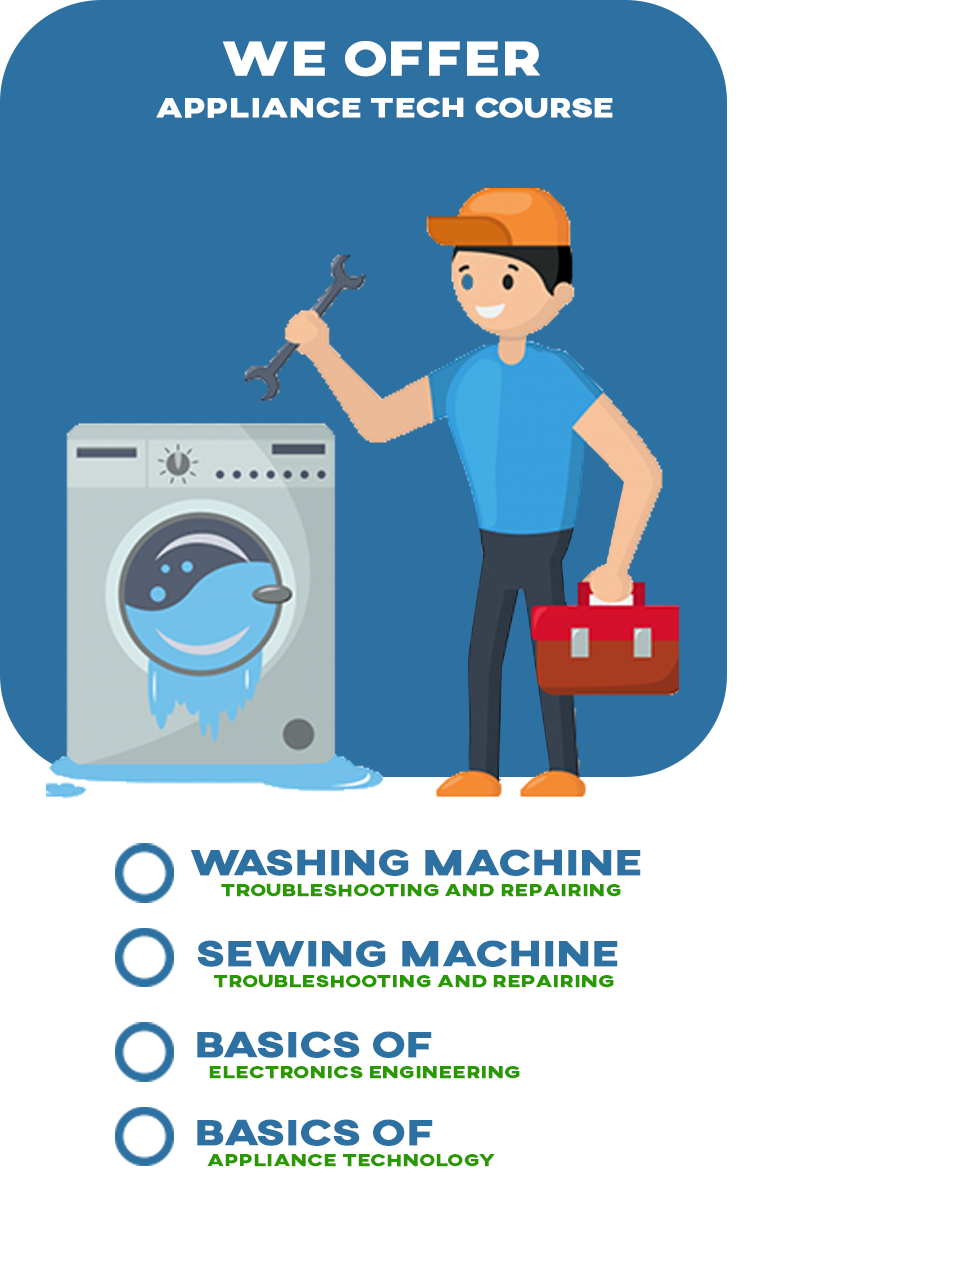 WE OFFER
APPLIANCE TECH COURSE
WASHING MACHINE
TROUBLESHOOTING AND REPAIRING
SEWING MACHINE
TROUBLESHOOTING AND REPAIRING
BASICS OF
ELECTRONICS ENGINEERING
BASICS OF
APPLIANCE TECHNOLOGY